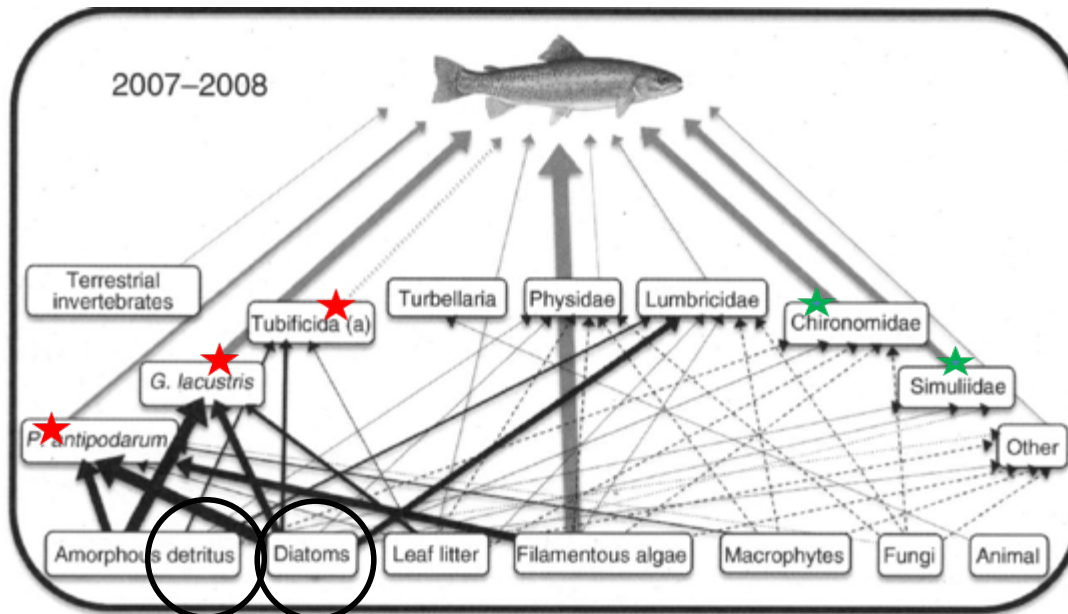 2007–2008
Terrestrial
invertebrates
Tubificida (a)
Turbellaria
Physidae
Lumbricidae
Chironomidae
G. lacustris
Simuliidae
P. antipodarum
Other
Amorphous detritus
Diatoms
Leaf litter
Filamentous algae
Macrophytes
Fungi
Animal